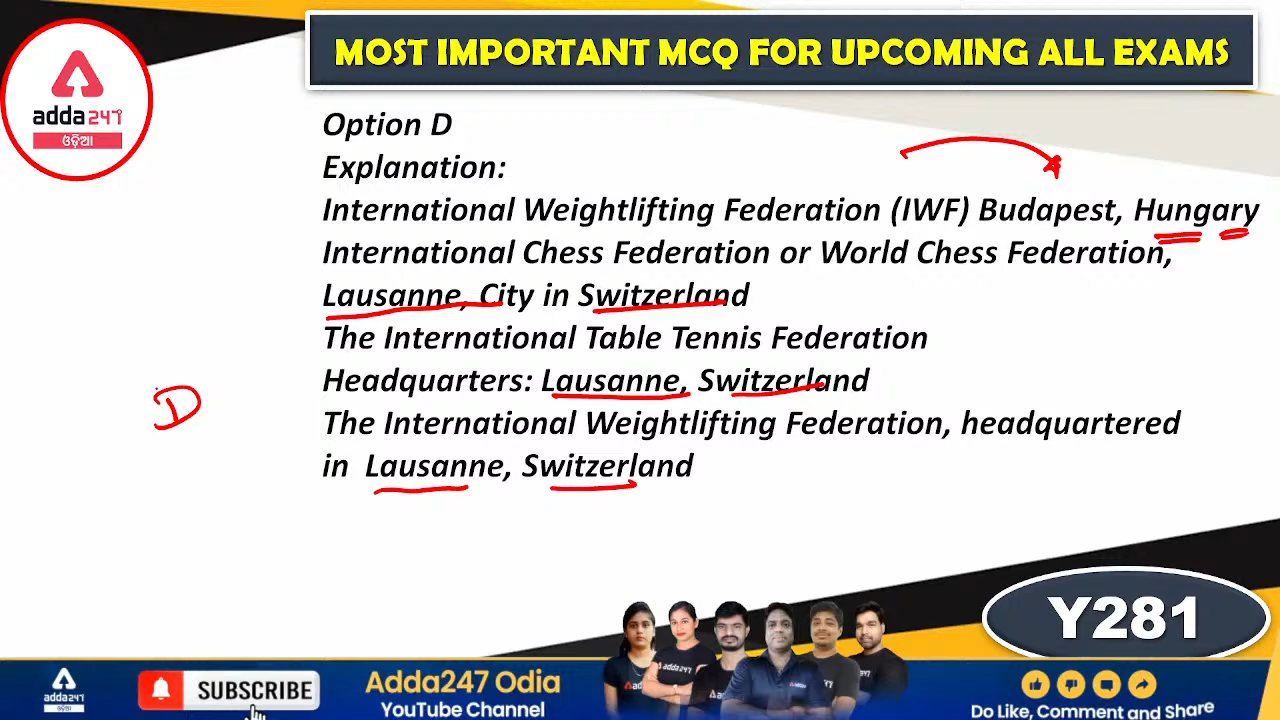 MOST IMPORTANT MCQ FOR UPCOMING ALL EXAMS
adda247
ଓଡ଼ିଆ
Option D
Explanation:
International Weightlifting Federation (IWF) Budapest, Hungary
International Chess Federation or World Chess Federation,
Lausanne, City in Switzerland
The International Table Tennis Federation
Headquarters: Lausanne, Switzerland
D
The International Weightlifting Federation, headquartered
in Lausanne, Switzerland
Y281
adda247
ଓଡ଼ିଆ
SUBSCRIBE
Adda247 Odia
YouTube Channel
Do Like, Comment and Share